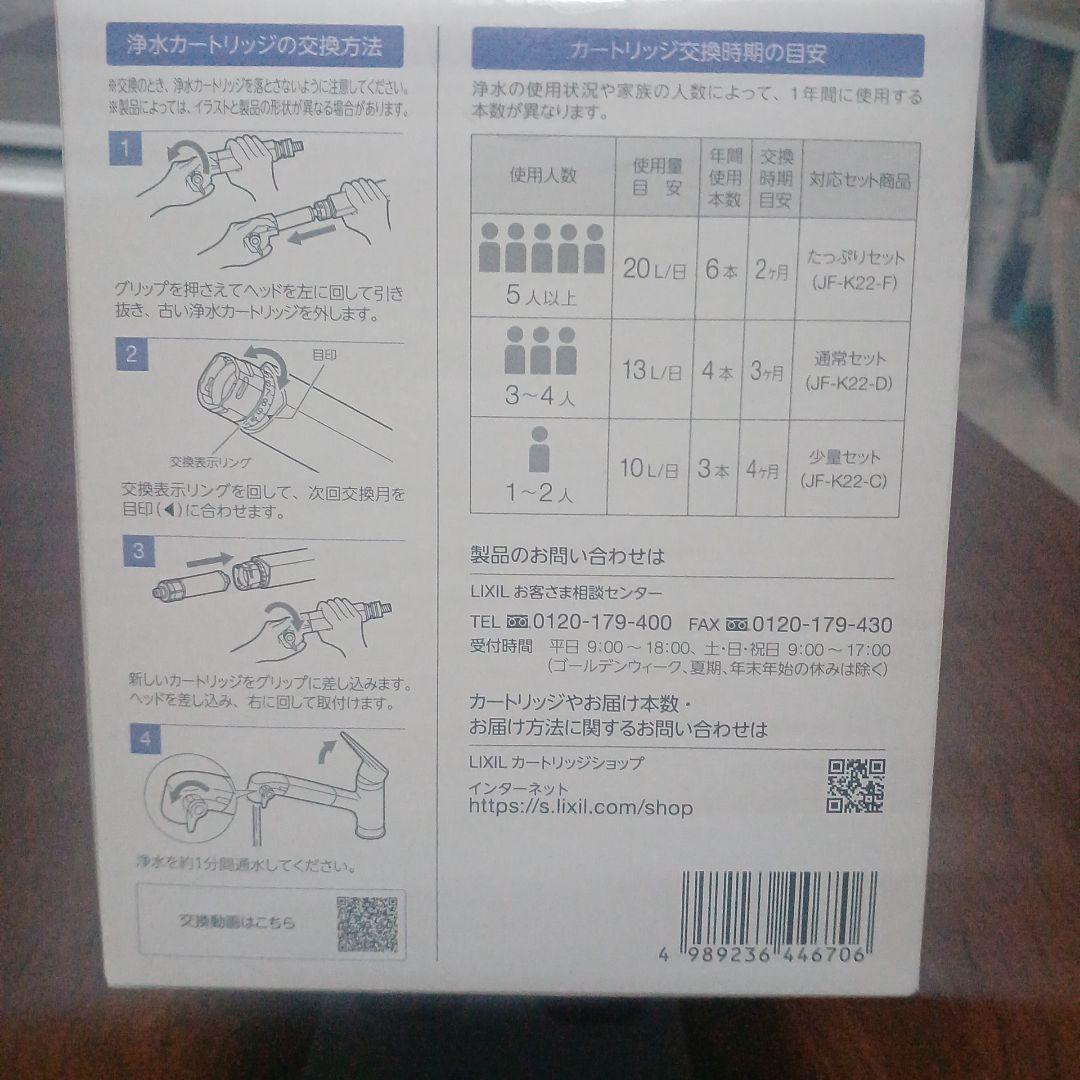 浄水カートリッジの交換方法
※交換のとき、浄水カートリッジを落とさないように注意してください。
※製品によっては、イラストと製品の形状が異なる場合があります。
1
グリップを押さえてヘッドを左に回して引き
抜き、古い浄水カートリッジを外します。
2
目印
交換表示リング
交換表示リングを回して、次回交換月を
目印(◀)に合わせます。
3
新しいカートリッジをグリップに差し込みます。
ヘッドを差し込み、右に回して取付けます。
4
浄水を約1分間通水してください。
交換動画はこちら
カートリッジ交換時期の目安
浄水の使用状況や家族の人数によって、1年間に使用する
本数が異なります。
使用人数 使用量目安 年間使用本数 交換時期目安 対応セット商品
5人以上 20L/日 6本 2ヶ月 たっぷりセット(JF-K22-F)
3〜4人 13L/日 4本 3ヶ月 通常セット(JF-K22-D)
1〜2人 10L/日 3本 4ヶ月 少量セット(JF-K22-C)
製品のお問い合わせは
LIXIL お客さま相談センター
TEL 0120-179-400 FAX 0120-179-430
受付時間 平日 9:00〜18:00、土・日・祝日 9:00〜17:00
(ゴールデンウィーク、夏期、年末年始の休みは除く)
カートリッジやお届け本数・
お届け方法に関するお問い合わせは
LIXIL カートリッジショップ
インターネット
https://s.lixil.com/shop
4 989236 446706